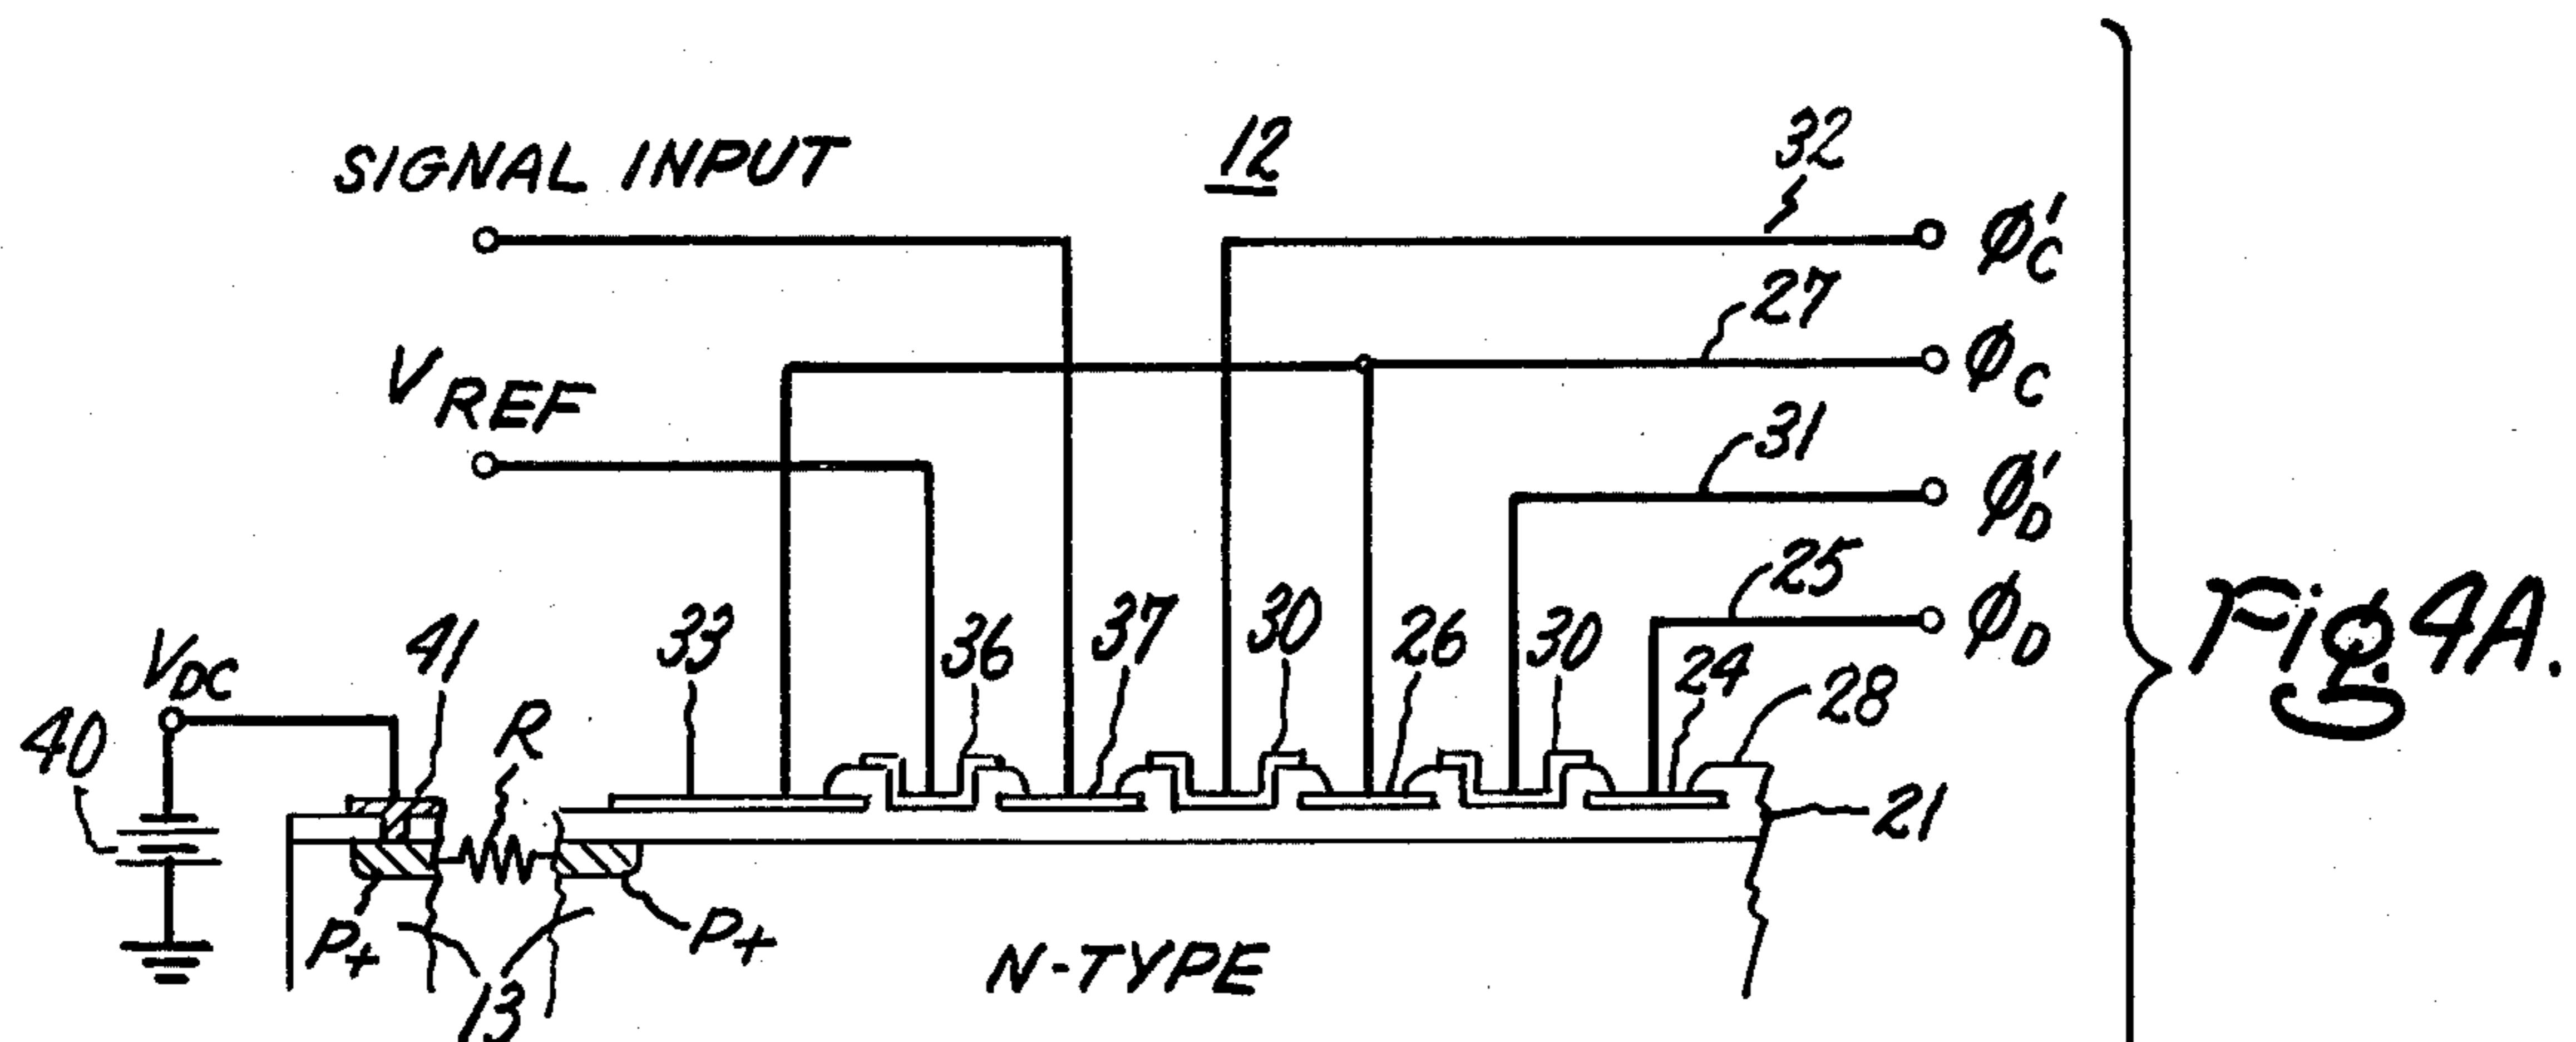 SIGNAL INPUT
12
32
φ'C
27
φC
VREF
31
φ'D
25
φD
Fig. 4A.
VDC
41
33
36
37
30
26
30
24
28
40
R
21
P+
P+
13
N-TYPE